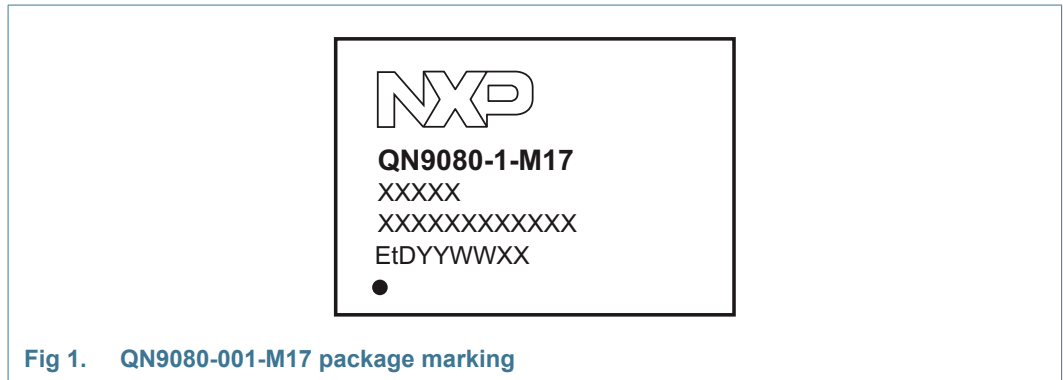 NXP
QN9080-1-M17
XXXXX
XXXXXXXXXXXX
EtDYYWWXX
Fig 1. QN9080-001-M17 package marking